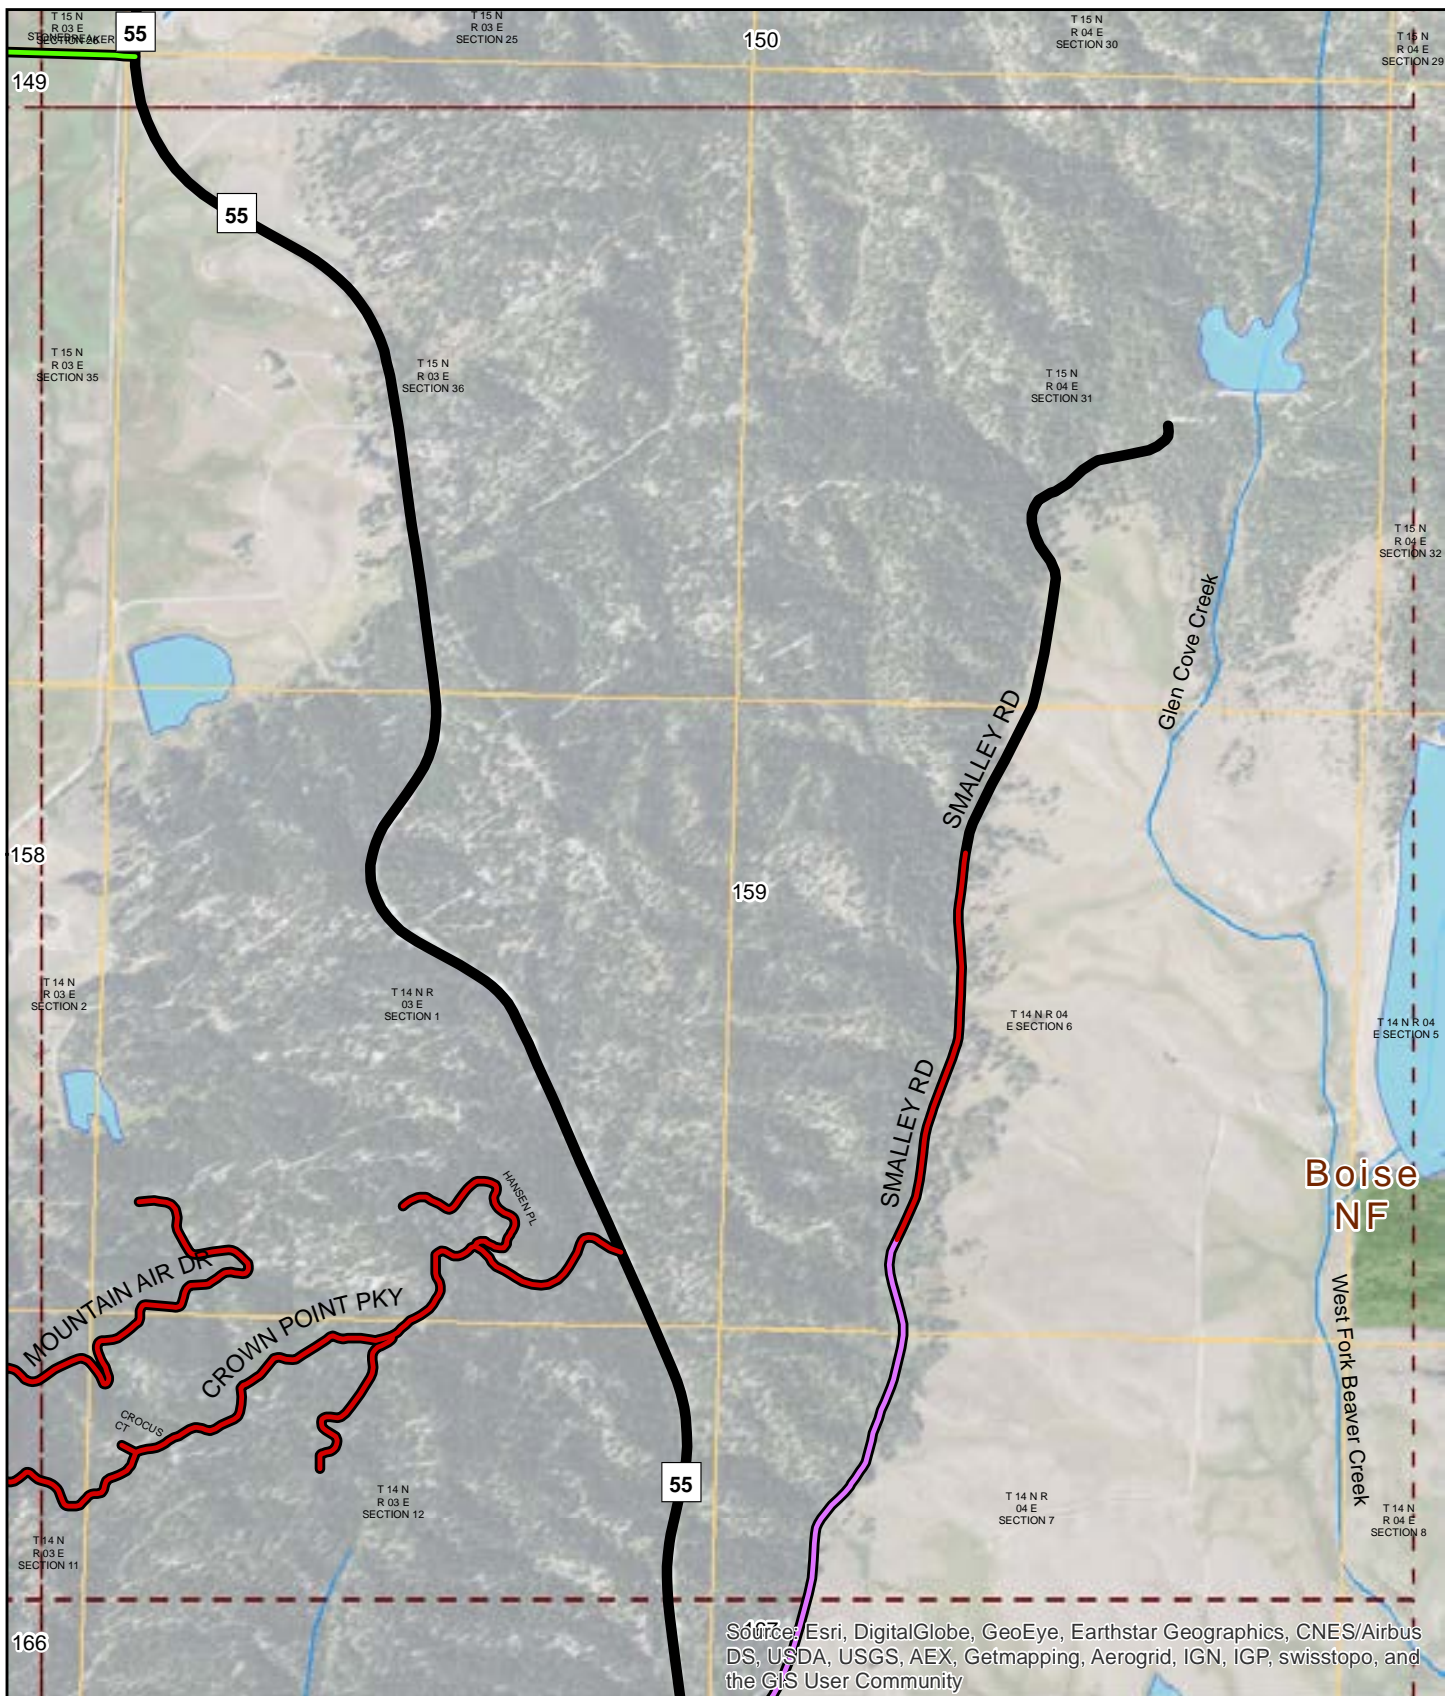 T 15 N
R 03 E
SECTION 26
STONEBREAKER
55
T 15 N
R 03 E
SECTION 25
150
T 15 N
R 04 E
SECTION 30
T 15 N
R 04 E
SECTION 29
149
55
T 15 N
R 03 E
SECTION 35
T 15 N
R 03 E
SECTION 36
T 15 N
R 04 E
SECTION 31
T 15 N
R 04 E
SECTION 32
Glen Cove Creek
SMALLEY RD
158
159
T 14 N
R 03 E
SECTION 2
T 14 N R
03 E
SECTION 1
T 14 N R 04
E SECTION 6
T 14 N R 04
E SECTION 5
SMALLEY RD
Boise
NF
HANSEN PL
MOUNTAIN AIR DR
CROWN POINT PKY
CROCUS
CT
West Fork Beaver Creek
55
T 14 N
R 03 E
SECTION 12
T 14 N R
04 E
SECTION 7
T 14 N
R 04 E
SECTION 8
T 14 N
R 03 E
SECTION 11
166
167
Source: Esri, DigitalGlobe, GeoEye, Earthstar Geographics, CNES/Airbus
DS, USDA, USGS, AEX, Getmapping, Aerogrid, IGN, IGP, swisstopo, and
the GIS User Community